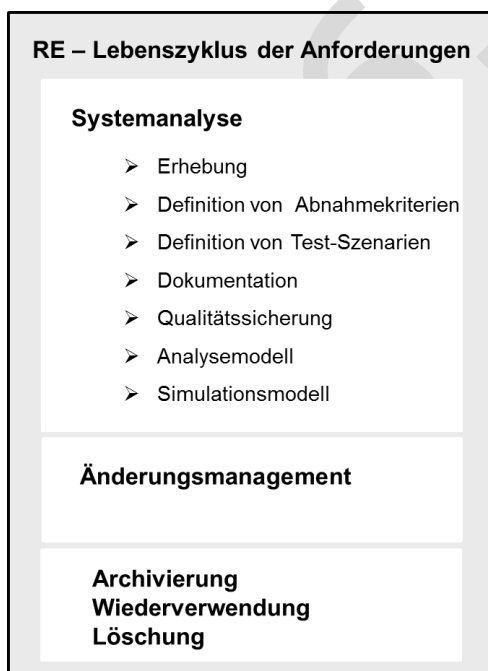 RE – Lebenszyklus der Anforderungen
Systemanalyse
➢ Erhebung
➢ Definition von Abnahmekriterien
➢ Definition von Test-Szenarien
➢ Dokumentation
➢ Qualitätssicherung
➢ Analysemodell
➢ Simulationsmodell
Änderungsmanagement
Archivierung
Wiederverwendung
Löschung